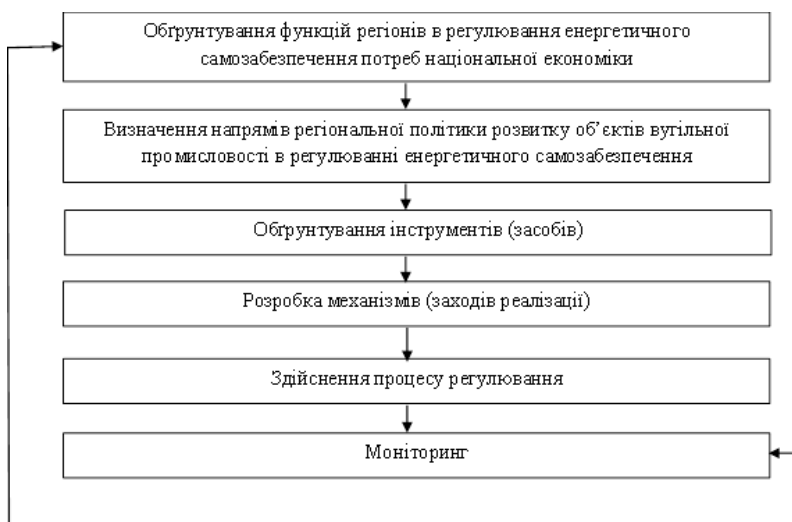 Обґрунтування функцій регіонів в регулювання енергетичного
самозабезпечення потреб національної економіки
Визначення напрямів регіональної політики розвитку об’єктів вугільної
промисловості в регулюванні енергетичного самозабезпечення
Обґрунтування інструментів (засобів)
Розробка механізмів (заходів реалізації)
Здійснення процесу регулювання
Моніторинг